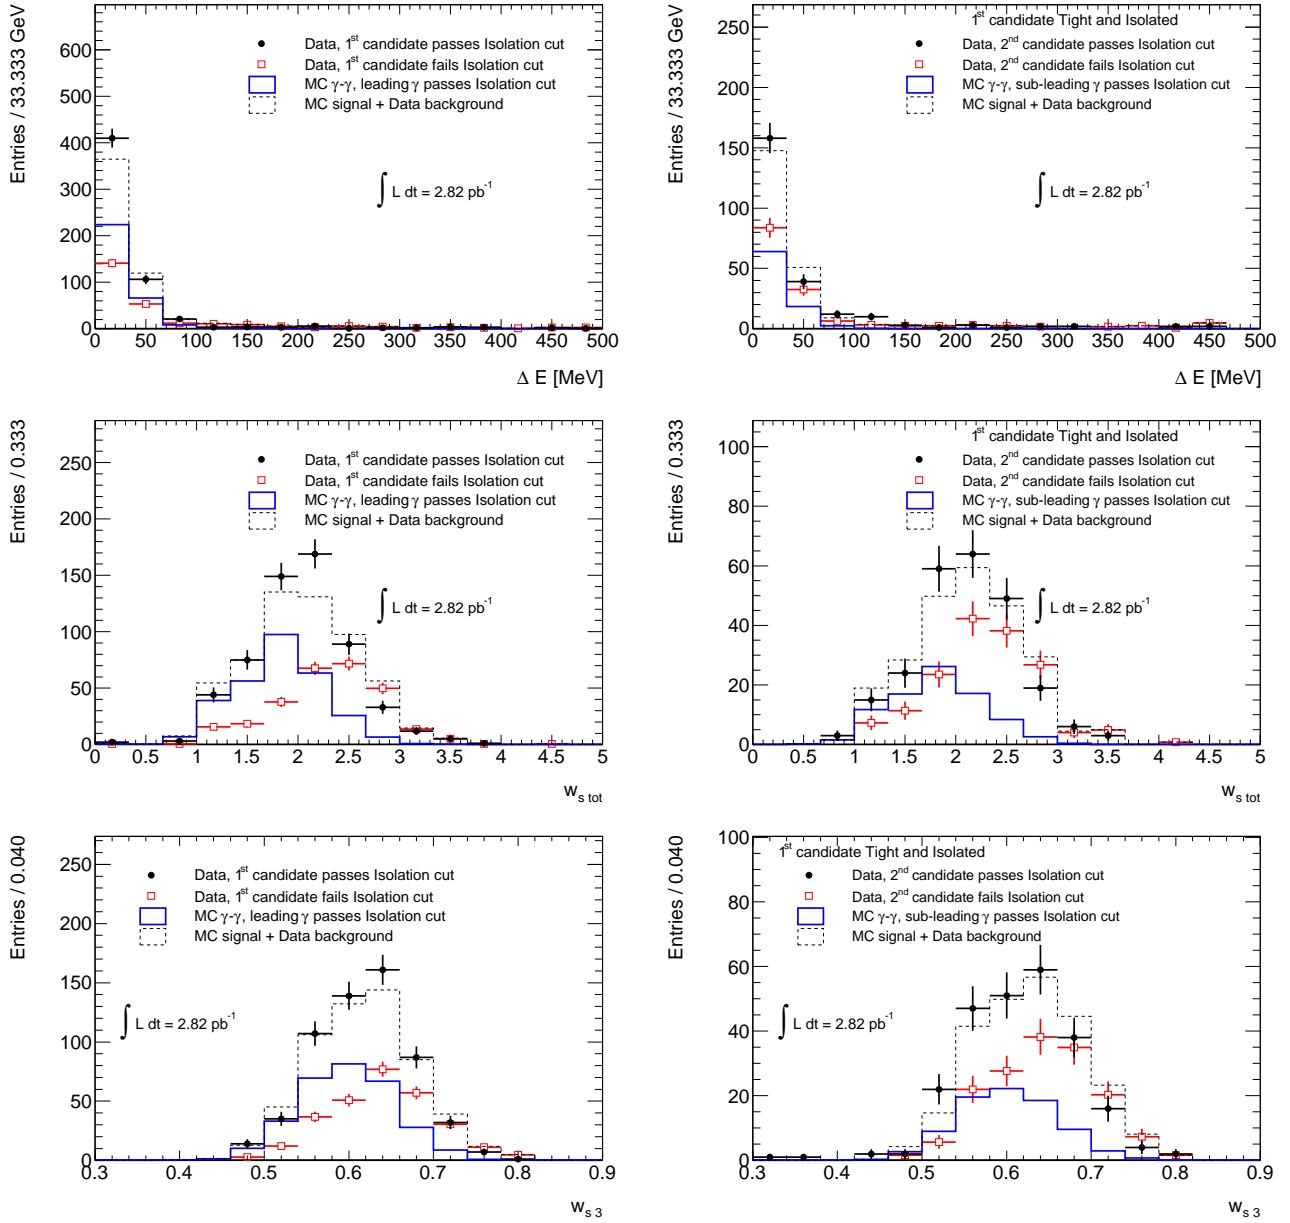 Entries / 33.333 GeV
600
500
400
300
200
100
0
Data, 1st candidate passes Isolation cut
Data, 1st candidate fails Isolation cut
MC γ-γ, leading γ passes Isolation cut
MC signal + Data background
∫ L dt = 2.82 pb-1
0 50 100 150 200 250 300 350 400 450 500
Δ E [MeV]
Entries / 33.333 GeV
250
200
150
100
50
0
1st candidate Tight and Isolated
Data, 2nd candidate passes Isolation cut
Data, 2nd candidate fails Isolation cut
MC γ-γ, sub-leading γ passes Isolation cut
MC signal + Data background
∫ L dt = 2.82 pb-1
0 50 100 150 200 250 300 350 400 450 500
Δ E [MeV]
Entries / 0.333
250
200
150
100
50
0
Data, 1st candidate passes Isolation cut
Data, 1st candidate fails Isolation cut
MC γ-γ, leading γ passes Isolation cut
MC signal + Data background
∫ L dt = 2.82 pb-1
0 0.5 1 1.5 2 2.5 3 3.5 4 4.5 5
w s tot
Entries / 0.333
100
80
60
40
20
0
1st candidate Tight and Isolated
Data, 2nd candidate passes Isolation cut
Data, 2nd candidate fails Isolation cut
MC γ-γ, sub-leading γ passes Isolation cut
MC signal + Data background
∫ L dt = 2.82 pb-1
0 0.5 1 1.5 2 2.5 3 3.5 4 4.5 5
w s tot
Entries / 0.040
250
200
150
100
50
0
Data, 1st candidate passes Isolation cut
Data, 1st candidate fails Isolation cut
MC γ-γ, leading γ passes Isolation cut
MC signal + Data background
∫ L dt = 2.82 pb-1
0.3 0.4 0.5 0.6 0.7 0.8 0.9
w s 3
Entries / 0.040
100
80
60
40
20
0
1st candidate Tight and Isolated
Data, 2nd candidate passes Isolation cut
Data, 2nd candidate fails Isolation cut
MC γ-γ, sub-leading γ passes Isolation cut
MC signal + Data background
∫ L dt = 2.82 pb-1
0.3 0.4 0.5 0.6 0.7 0.8 0.9
w s 3